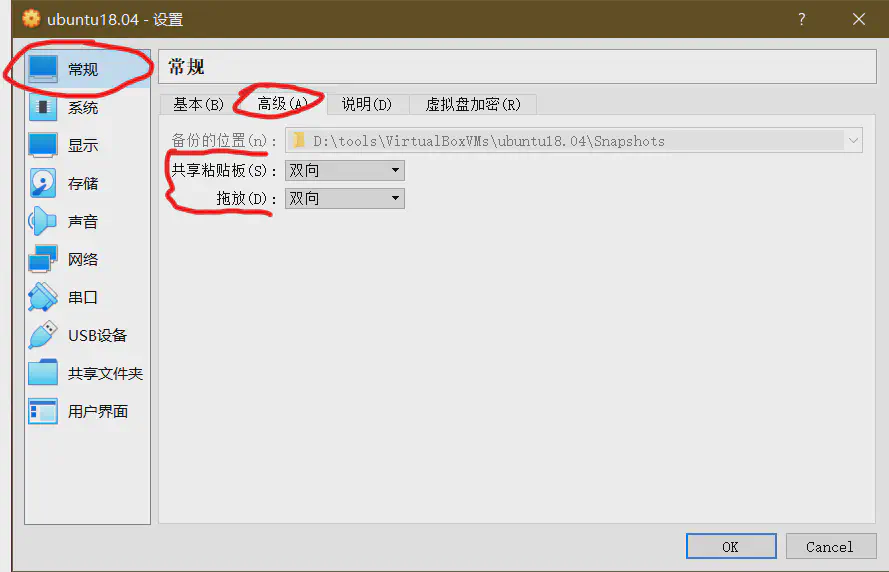 ubuntu18.04 - 设置
?
常规
系统
显示
存储
声音
网络
串口
USB设备
共享文件夹
用户界面
常规
基本(B) 高级(A) 说明(D) 虚拟盘加密(R)
备份的位置(n): D:\tools\VirtualBoxVMs\ubuntu18.04\Snapshots
共享粘贴板(S): 双向
拖放(D): 双向
OK Cancel